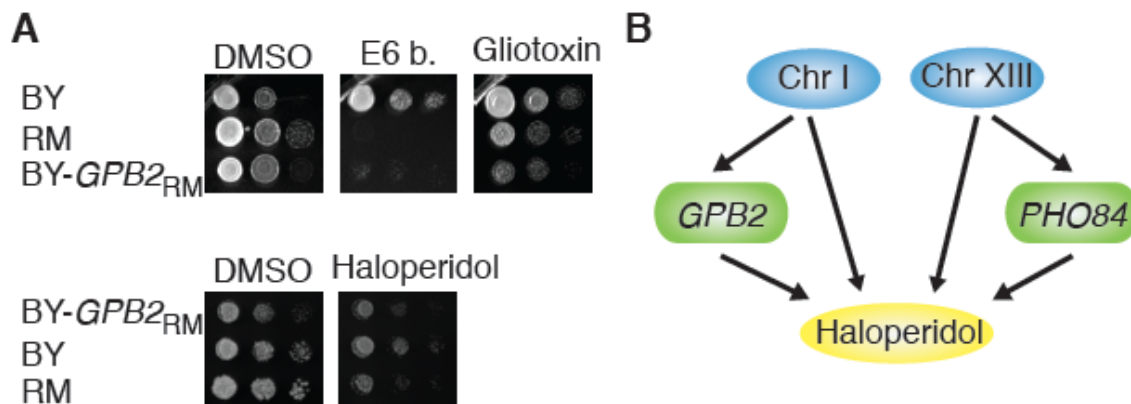 A
DMSO E6 b. Gliotoxin
BY
RM
BY-GPB2RM
DMSO Haloperidol
BY-GPB2RM
BY
RM
B
Chr I Chr XIII
GPB2 PHO84
Haloperidol